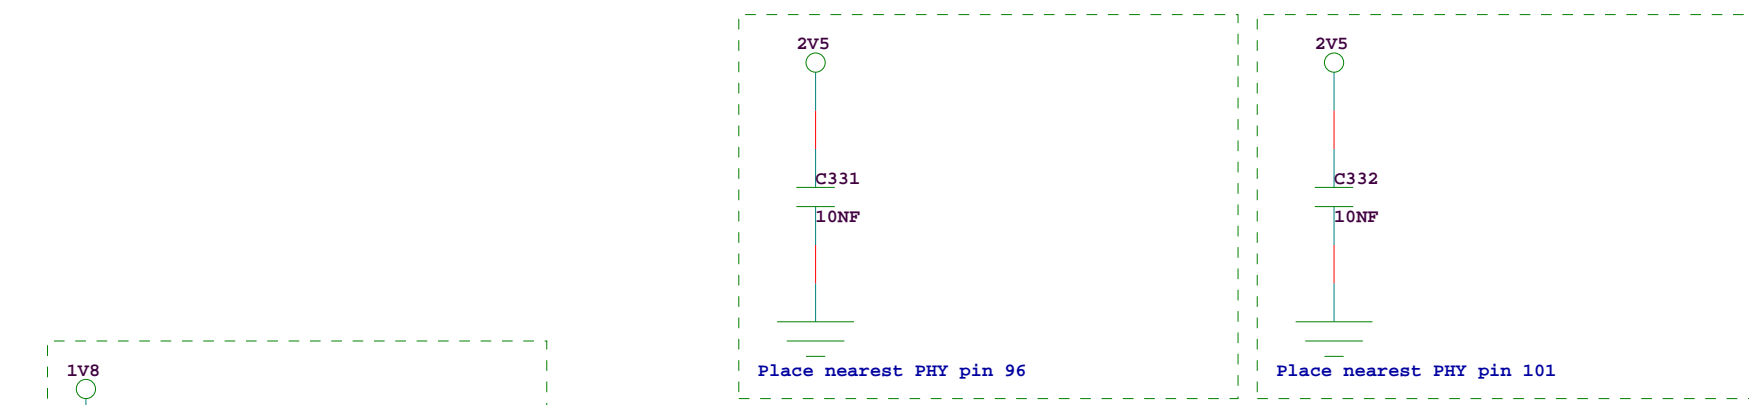 2V5
C331
10NF
Place nearest PHY pin 96
2V5
C332
10NF
Place nearest PHY pin 101
1V8